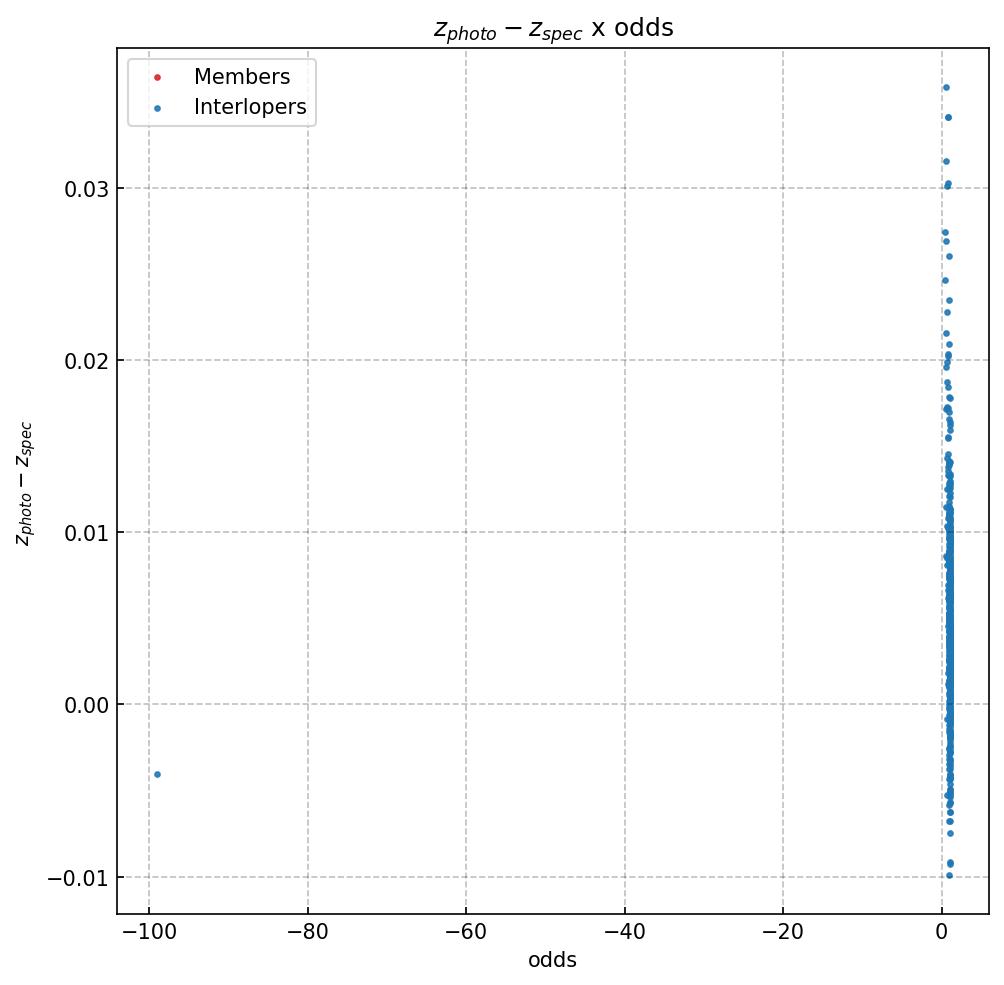 z_photo − z_spec x odds
Members
Interlopers
z_photo − z_spec
0.03
0.02
0.01
0.00
−0.01
−100
−80
−60
−40
−20
0
odds